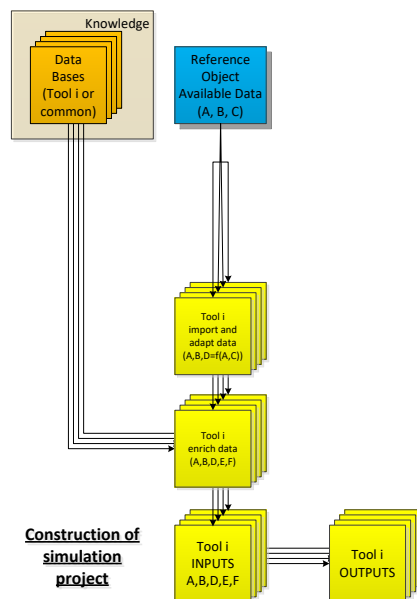 Knowledge
Data
Bases
(Tool i or
common)
Reference
Object
Available Data
(A, B, C)
Tool i
import and
adapt data
(A,B,D=f(A,C))
Tool i
enrich data
(A,B,D,E,F)
Construction of
simulation
project
Tool i
INPUTS
A,B,D,E,F
Tool i
OUTPUTS